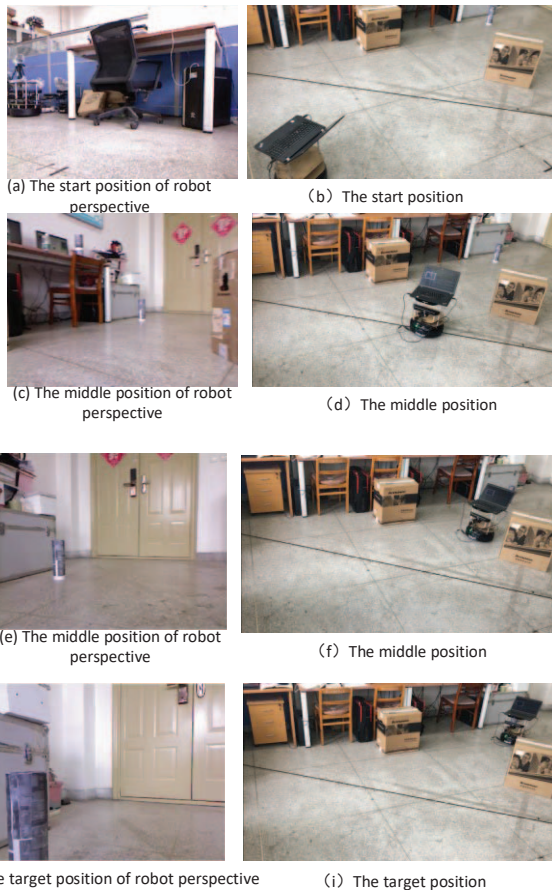 (a) The start position of robot
perspective
（b）The start position
(c) The middle position of robot
perspective
（d）The middle position
(e) The middle position of robot
perspective
（f）The middle position
target position of robot perspective
（i）The target position